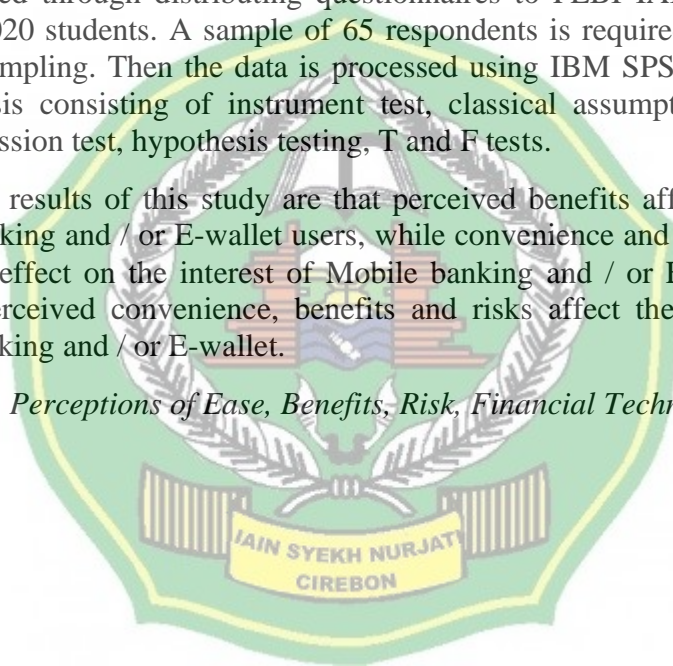 through distributing questionnaires to FEBI
020 students. A sample of 65 respondents is require
mpling. Then the data is processed using IBM SPS
sis consisting of instrument test, classical assumpt
ssion test, hypothesis testing, T and F tests.
results of this study are that perceived benefits aff
king and / or E-wallet users, while convenience and
effect on the interest of Mobile banking and / or E
rceived convenience, benefits and risks affect the
king and / or E-wallet.
Perceptions of Ease, Benefits, Risk, Financial Techn
IAIN SYEKH NURJATI
CIREBON